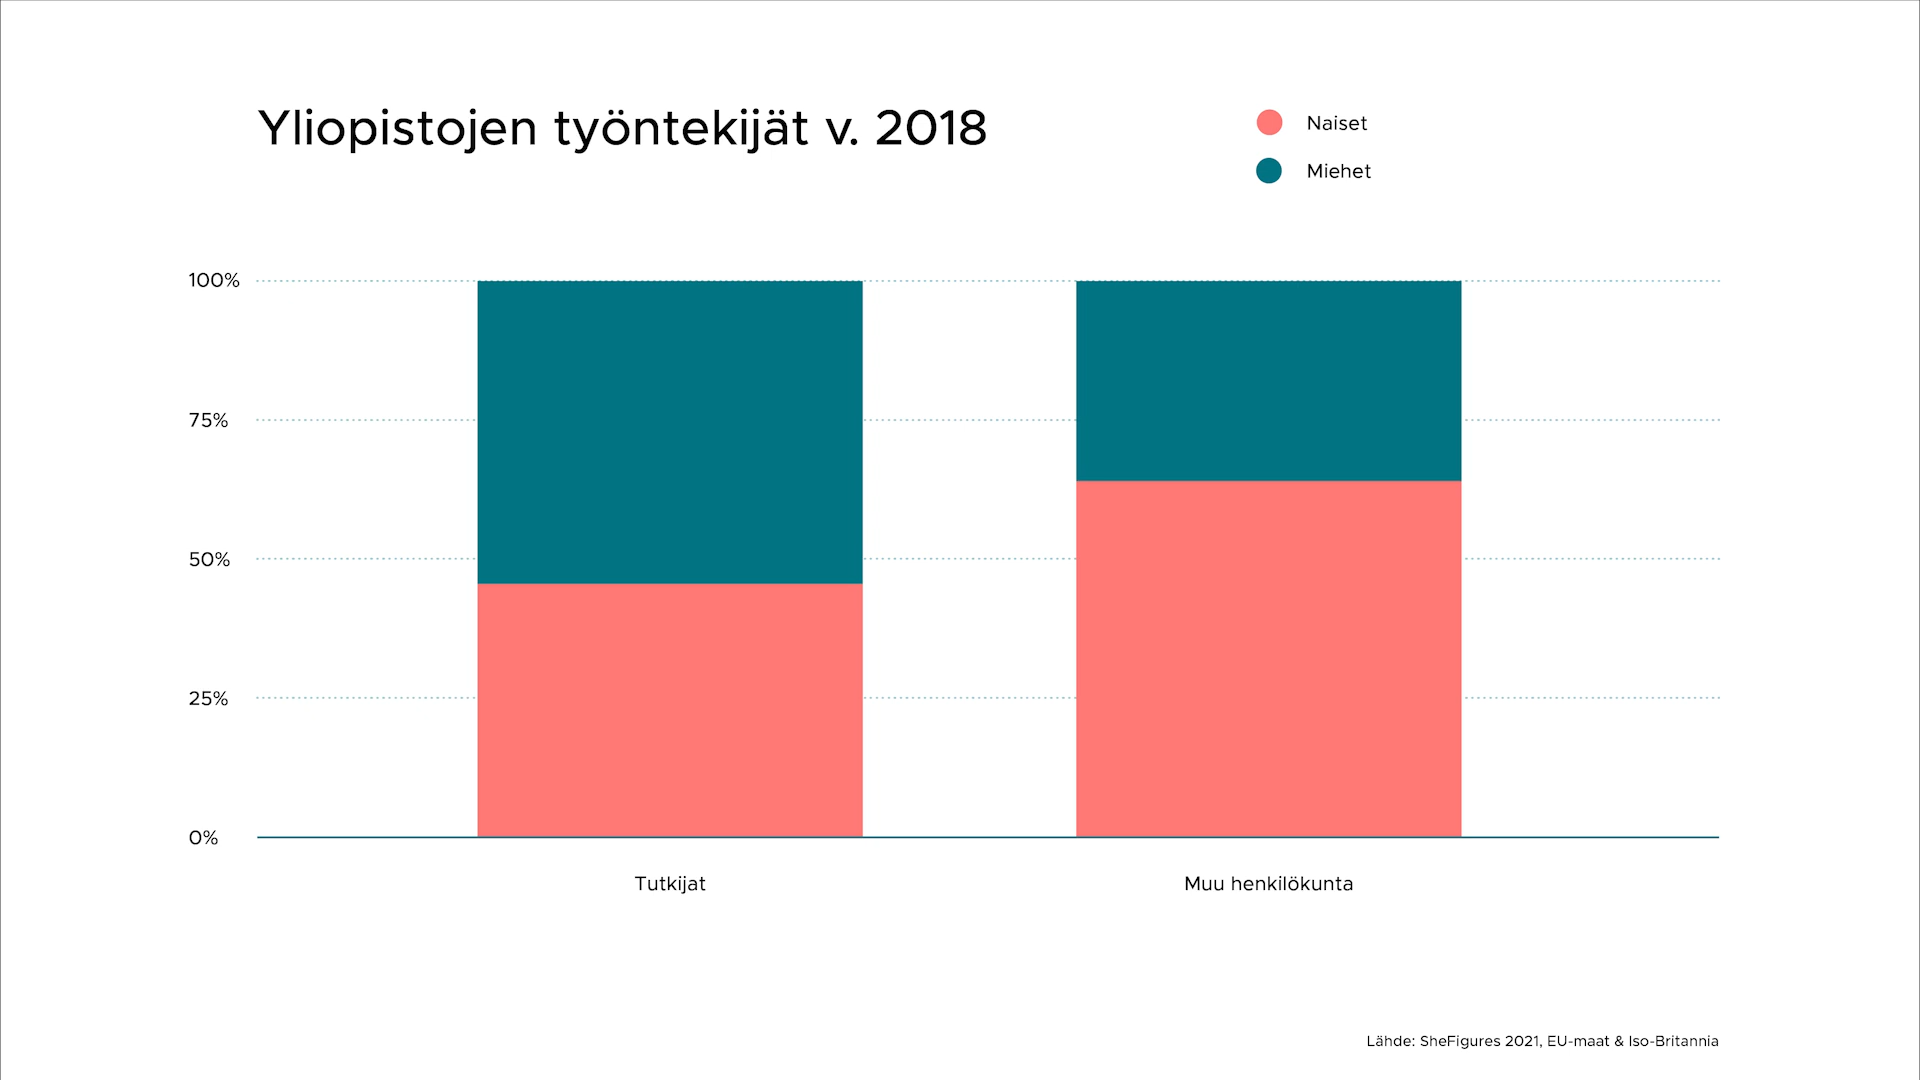 Yliopistojen työntekijät v. 2018
Naiset
Miehet
100%
75%
50%
25%
0%
Tutkijat
Muu henkilökunta
Lähde: SheFigures 2021, EU-maat & Iso-Britannia